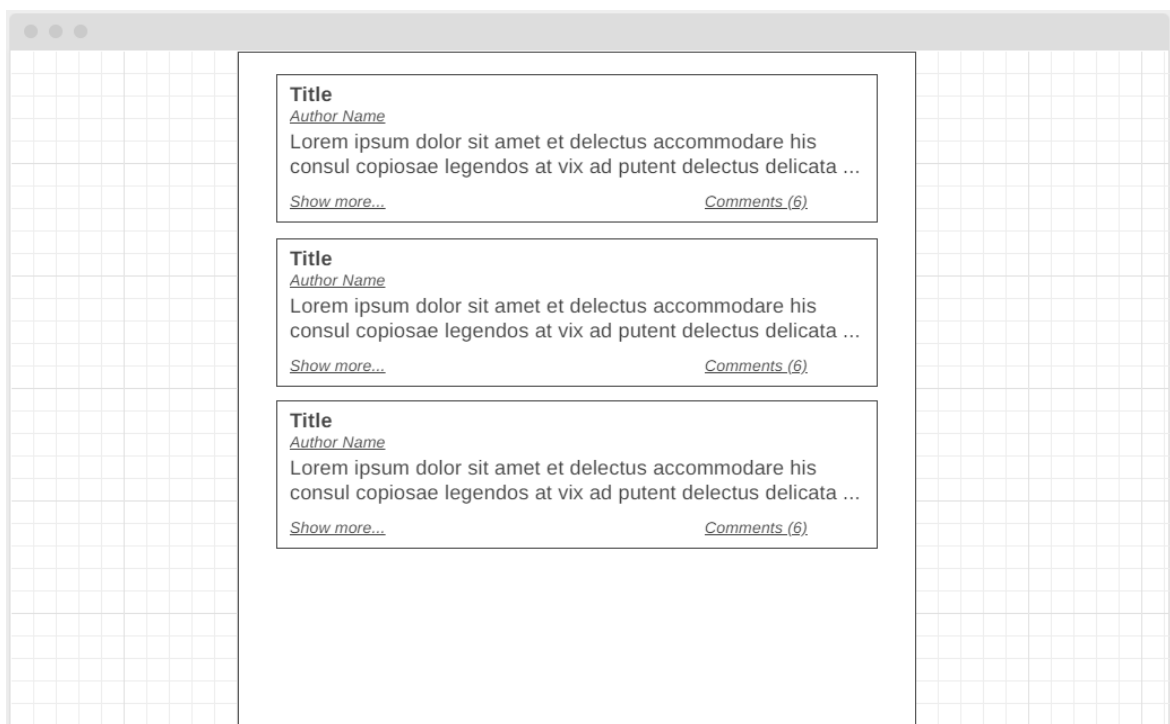 Title
Author Name
Lorem ipsum dolor sit amet et delectus accommodare his
consul copiosae legendos at vix ad putent delectus delicata ...
Show more... Comments (6)
Title
Author Name
Lorem ipsum dolor sit amet et delectus accommodare his
consul copiosae legendos at vix ad putent delectus delicata ...
Show more... Comments (6)
Title
Author Name
Lorem ipsum dolor sit amet et delectus accommodare his
consul copiosae legendos at vix ad putent delectus delicata ...
Show more... Comments (6)